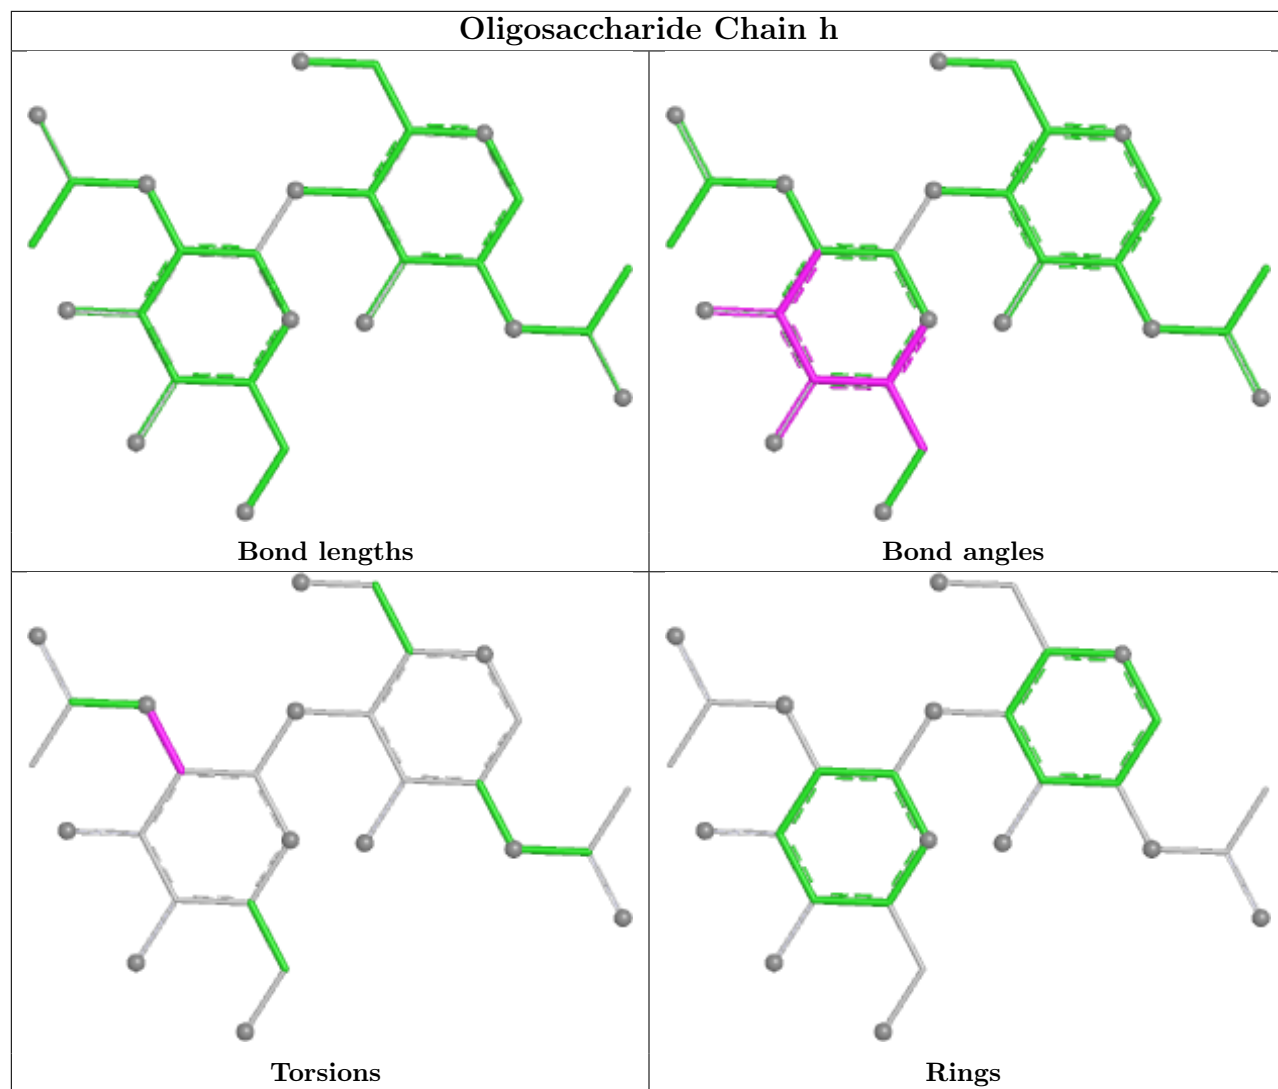 Oligosaccharide Chain h
Bond lengths
Bond angles
Torsions
Rings